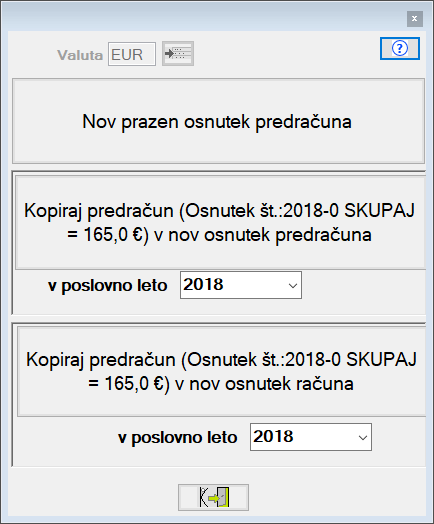 x
Valuta EUR
?
Nov prazen osnutek predračuna
Kopiraj predračun (Osnutek št.:2018-0 SKUPAJ
= 165,0 €) v nov osnutek predračuna
v poslovno leto 2018
Kopiraj predračun (Osnutek št.:2018-0 SKUPAJ
= 165,0 €) v nov osnutek računa
v poslovno leto 2018